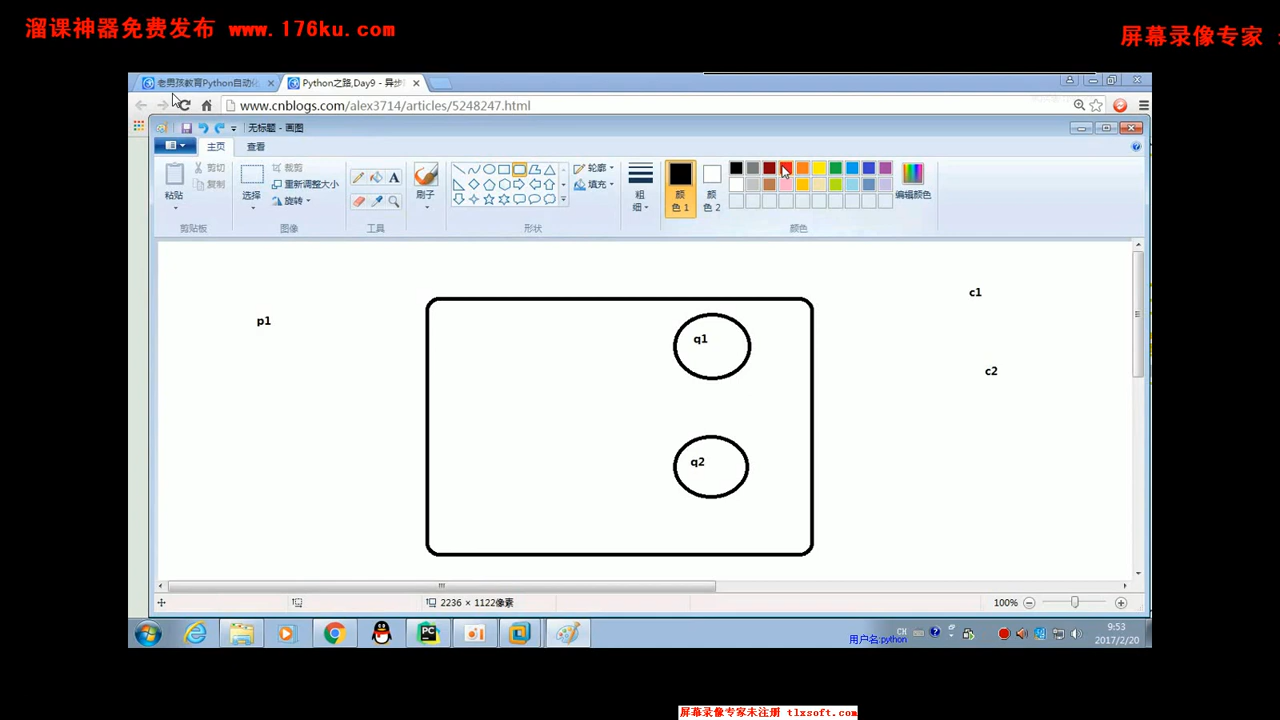 溜课神器免费发布 www.176ku.com
屏幕录像专家
老男孩教育Python自动化
Python之路,Day9 - 异步
www.cnblogs.com/alex3714/articles/5248247.html
无标题 - 画图
主页
查看
粘贴
剪切
复制
剪贴板
选择
裁剪
重新调整大小
旋转
图像
A
工具
刷子
轮廓
填充
形状
粗细
颜色 1
颜色 2
编辑颜色
颜色
p1
q1
q2
c1
c2
2236 × 1122像素
100%
用户名:python
CH
9:53
2017/2/20
屏幕录像专家未注册 tlxsoft.com